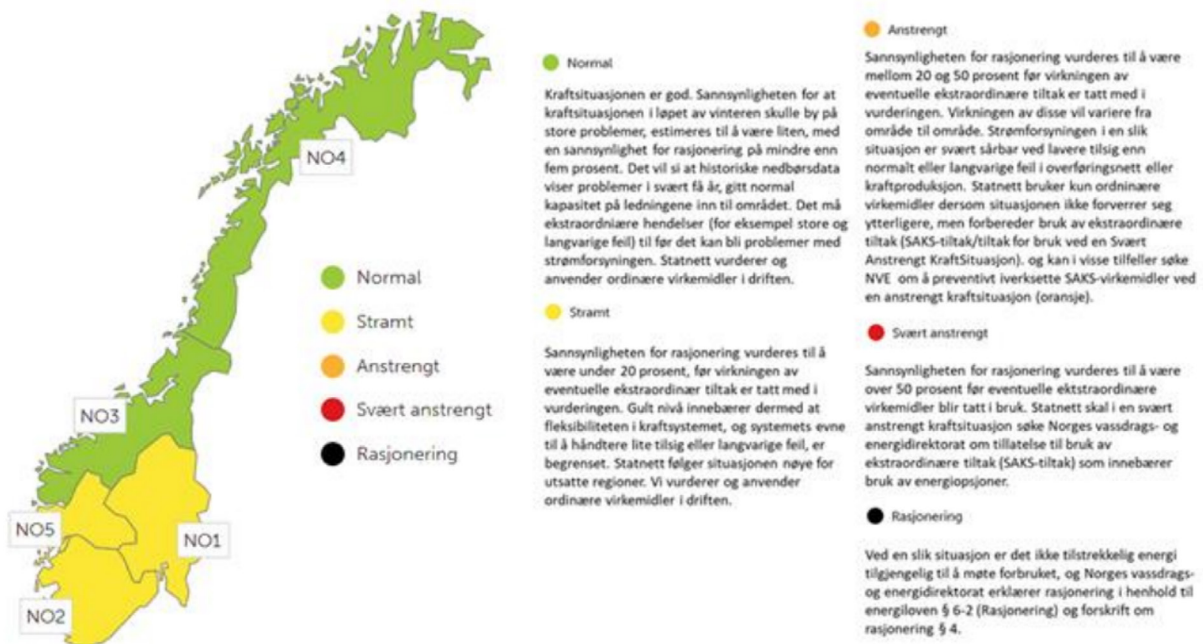 NO4
NO3
NO5
NO1
NO2
Normal
Stramt
Anstrengt
Svært anstrengt
Rasjonering
Normal
Kraftsituasjonen er god. Sannsynligheten for at
kraftsituasjonen i løpet av vinteren skulle by på
store problemer, estimeres til å være liten, med
en sannsynlighet for rasjonering på mindre enn
fem prosent. Det vil si at historiske nedbørsdata
viser problemer i svært få år, gitt normal
kapasitet på ledningene inn til området. Det må
ekstraordniære hendelser (for eksempel store og
langvarige feil) til før det kan bli problemer med
strømforsyningen. Statnett vurderer og
anvender ordinære virkemidler i driften.
Stramt
Sannsynligheten for rasjonering vurderes til å
være under 20 prosent, før virkningen av
eventuelle ekstraordinær tiltak er tatt med i
vurderingen. Gult nivå innebærer dermed at
fleksibiliteten i kraftsystemet, og systemets evne
til å håndtere lite tilsig eller langvarige feil, er
begrenset. Statnett følger situasjonen nøye for
utsatte regioner. Vi vurderer og anvender
ordinære virkemidler i driften.
Anstrengt
Sannsynligheten for rasjonering vurderes til å være
mellom 20 og 50 prosent før virkningen av
eventuelle ekstraordinære tiltak er tatt med i
vurderingen. Virkningen av disse vil variere fra
område til område. Strømforsyningen i en slik
situasjon er svært sårbar ved lavere tilsig enn
normalt eller langvarige feil i overføringsnett eller
kraftproduksjon. Statnett bruker kun ordninære
virkemidler dersom situasjonen ikke forverrer seg
ytterligere, men forbereder bruk av ekstraordinære
tiltak (SAKS-tiltak/tiltak for bruk ved en Svært
Anstrengt KraftSituasjon). og kan i visse tilfeller søke
NVE om å preventivt iverksette SAKS-virkemidler ved
en anstrengt kraftsituasjon (oransje).
Svært anstrengt
Sannsynligheten for rasjonering vurderes til å være
over 50 prosent før eventuelle ektstraordinære
virkemidler blir tatt i bruk. Statnett skal i en svært
anstrengt kraftsituasjon søke Norges vassdrags- og
energidirektorat om tillatelse til bruk av
ekstraordinære tiltak (SAKS-tiltak) som innebærer
bruk av energiopsjoner.
Rasjonering
Ved en slik situasjon er det ikke tilstrekkelig energi
tilgjengelig til å møte forbruket, og Norges vassdrags-
og energidirektorat erklærer rasjonering i henhold til
energiloven § 6-2 (Rasjonering) og forskrift om
rasjonering § 4.